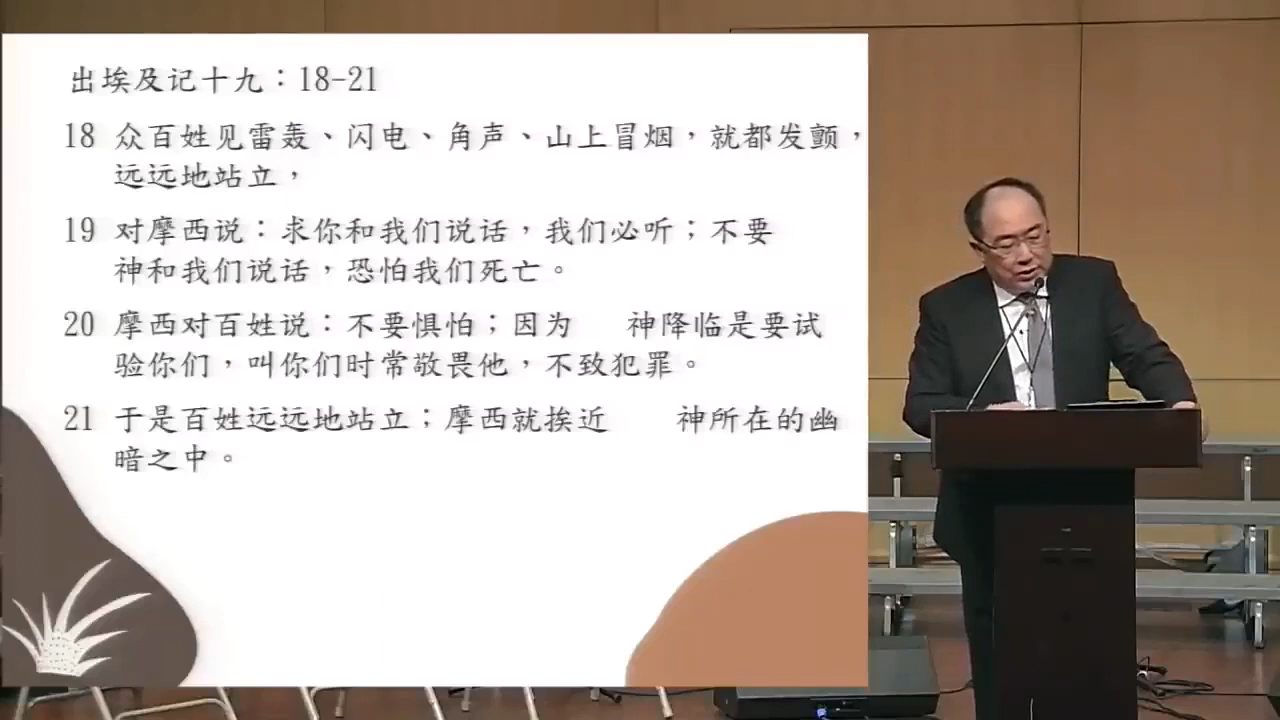 出埃及记十九：18-21
18 众百姓见雷轰、闪电、角声、山上冒烟，就都发颤，
远远地站立，
19 对摩西说：求你和我们说话，我们必听；不要
神和我们说话，恐怕我们死亡。
20 摩西对百姓说：不要惧怕；因为 神降临是要试
验你们，叫你们时常敬畏他，不致犯罪。
21 于是百姓远远地站立；摩西就挨近 神所在的幽
暗之中。